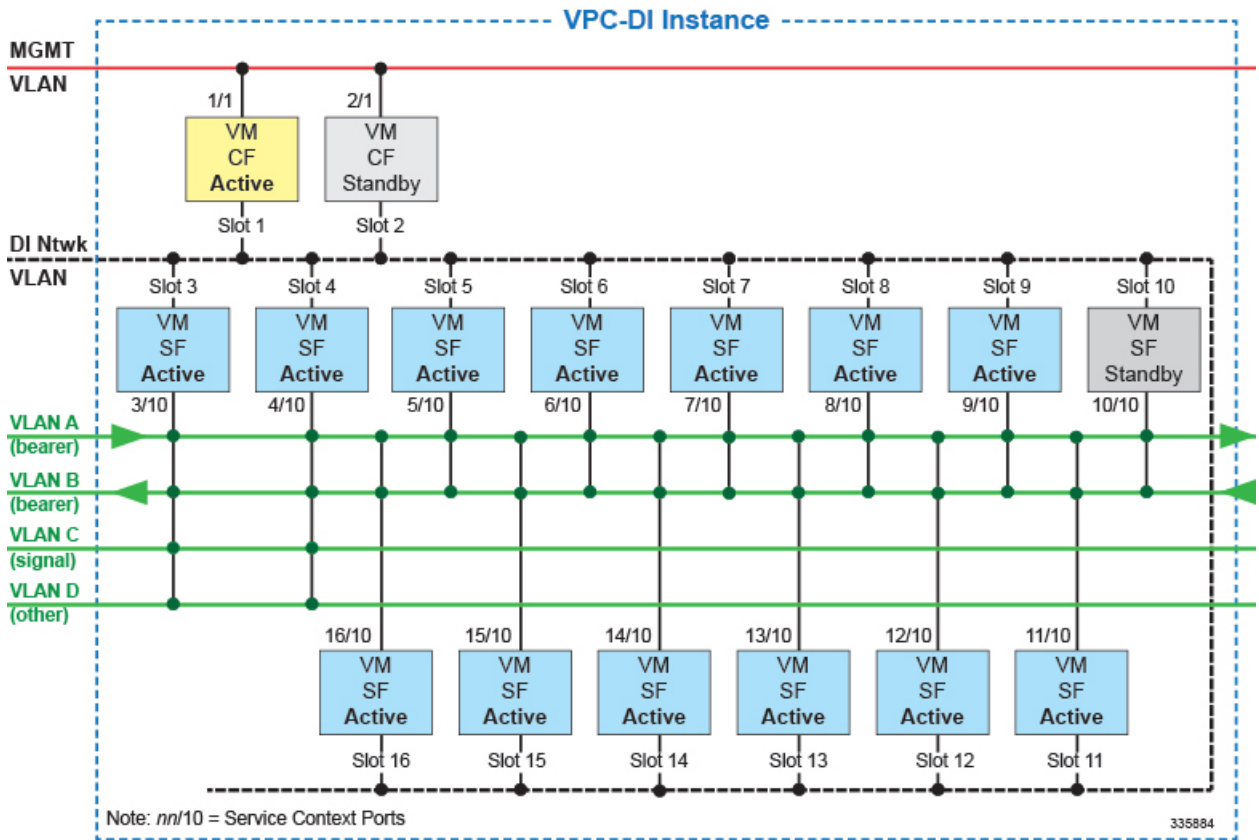 VPC-DI Instance
MGMT
VLAN
1/1
2/1
VM
CF
Active
VM
CF
Standby
Slot 1
Slot 2
DI Ntwk
VLAN
Slot 3
Slot 4
Slot 5
Slot 6
Slot 7
Slot 8
Slot 9
Slot 10
VM
SF
Active
VM
SF
Active
VM
SF
Active
VM
SF
Active
VM
SF
Active
VM
SF
Active
VM
SF
Active
VM
SF
Standby
3/10
4/10
5/10
6/10
7/10
8/10
9/10
10/10
VLAN A
(bearer)
VLAN B
(bearer)
VLAN C
(signal)
VLAN D
(other)
16/10
15/10
14/10
13/10
12/10
11/10
VM
SF
Active
VM
SF
Active
VM
SF
Active
VM
SF
Active
VM
SF
Active
VM
SF
Active
Slot 16
Slot 15
Slot 14
Slot 13
Slot 12
Slot 11
Note: nn/10 = Service Context Ports
335884